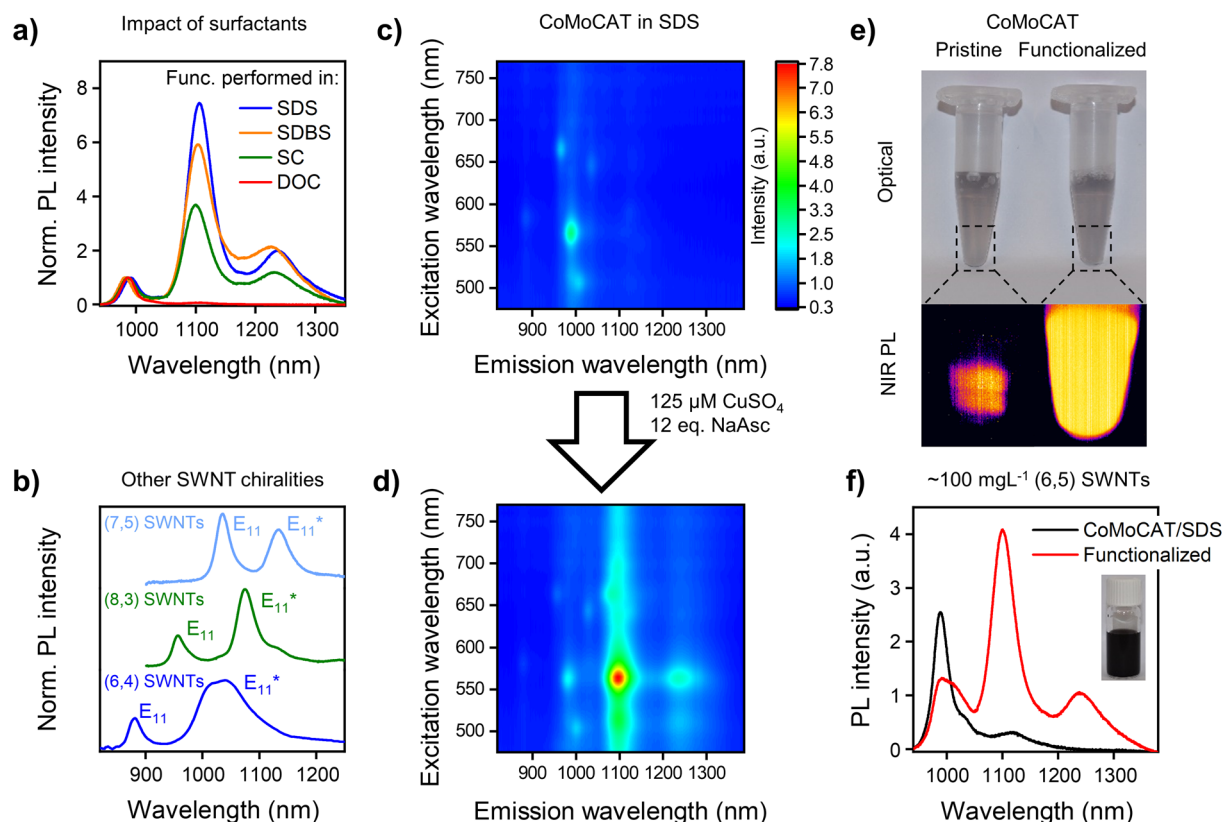 a)
Impact of surfactants
Func. performed in:
SDS
SDBS
SC
DOC
Norm. PL intensity
8
6
4
2
0
1000 1100 1200 1300
Wavelength (nm)
b)
Other SWNT chiralities
(7,5) SWNTs
E11
E11*
(8,3) SWNTs
E11
E11*
(6,4) SWNTs
E11
E11*
Norm. PL intensity
900 1000 1100 1200
Wavelength (nm)
c)
CoMoCAT in SDS
Excitation wavelength (nm)
750
700
650
600
550
500
900 1000 1100 1200 1300
Emission wavelength (nm)
Intensity (a.u.)
7.8
7.0
6.3
5.5
4.8
4.0
3.3
2.5
1.8
1.0
0.3
125 µM CuSO4
12 eq. NaAsc
d)
Excitation wavelength (nm)
750
700
650
600
550
500
900 1000 1100 1200 1300
Emission wavelength (nm)
e)
CoMoCAT
Pristine Functionalized
Optical
NIR PL
f)
~100 mgL-1 (6,5) SWNTs
CoMoCAT/SDS
Functionalized
PL intensity (a.u.)
4
3
2
1
0
1000 1100 1200 1300
Wavelength (nm)